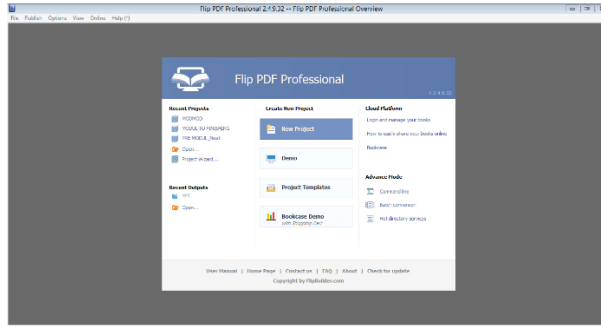 Flip PDF Professional 2.4.9.32 -- Flip PDF Professional Overview
File Publish Options View Online Help(*)
Flip PDF Professional
Recent Projects
PRE MODUL_Next
Open...
Project Wizard...
Recent Outputs
Open...
Create New Project
New Project
Demo
Project Templates
Bookcase Demo
with Shopping Cart
Cloud Platform
Login and manage your books
How to easily share your books online
Bookcase
Advance Mode
Command line
Batch conversion
Hot directory services
User Manual | Home Page | Contact us | FAQ | About | Check for update
Copyright by FlipBuilder.com